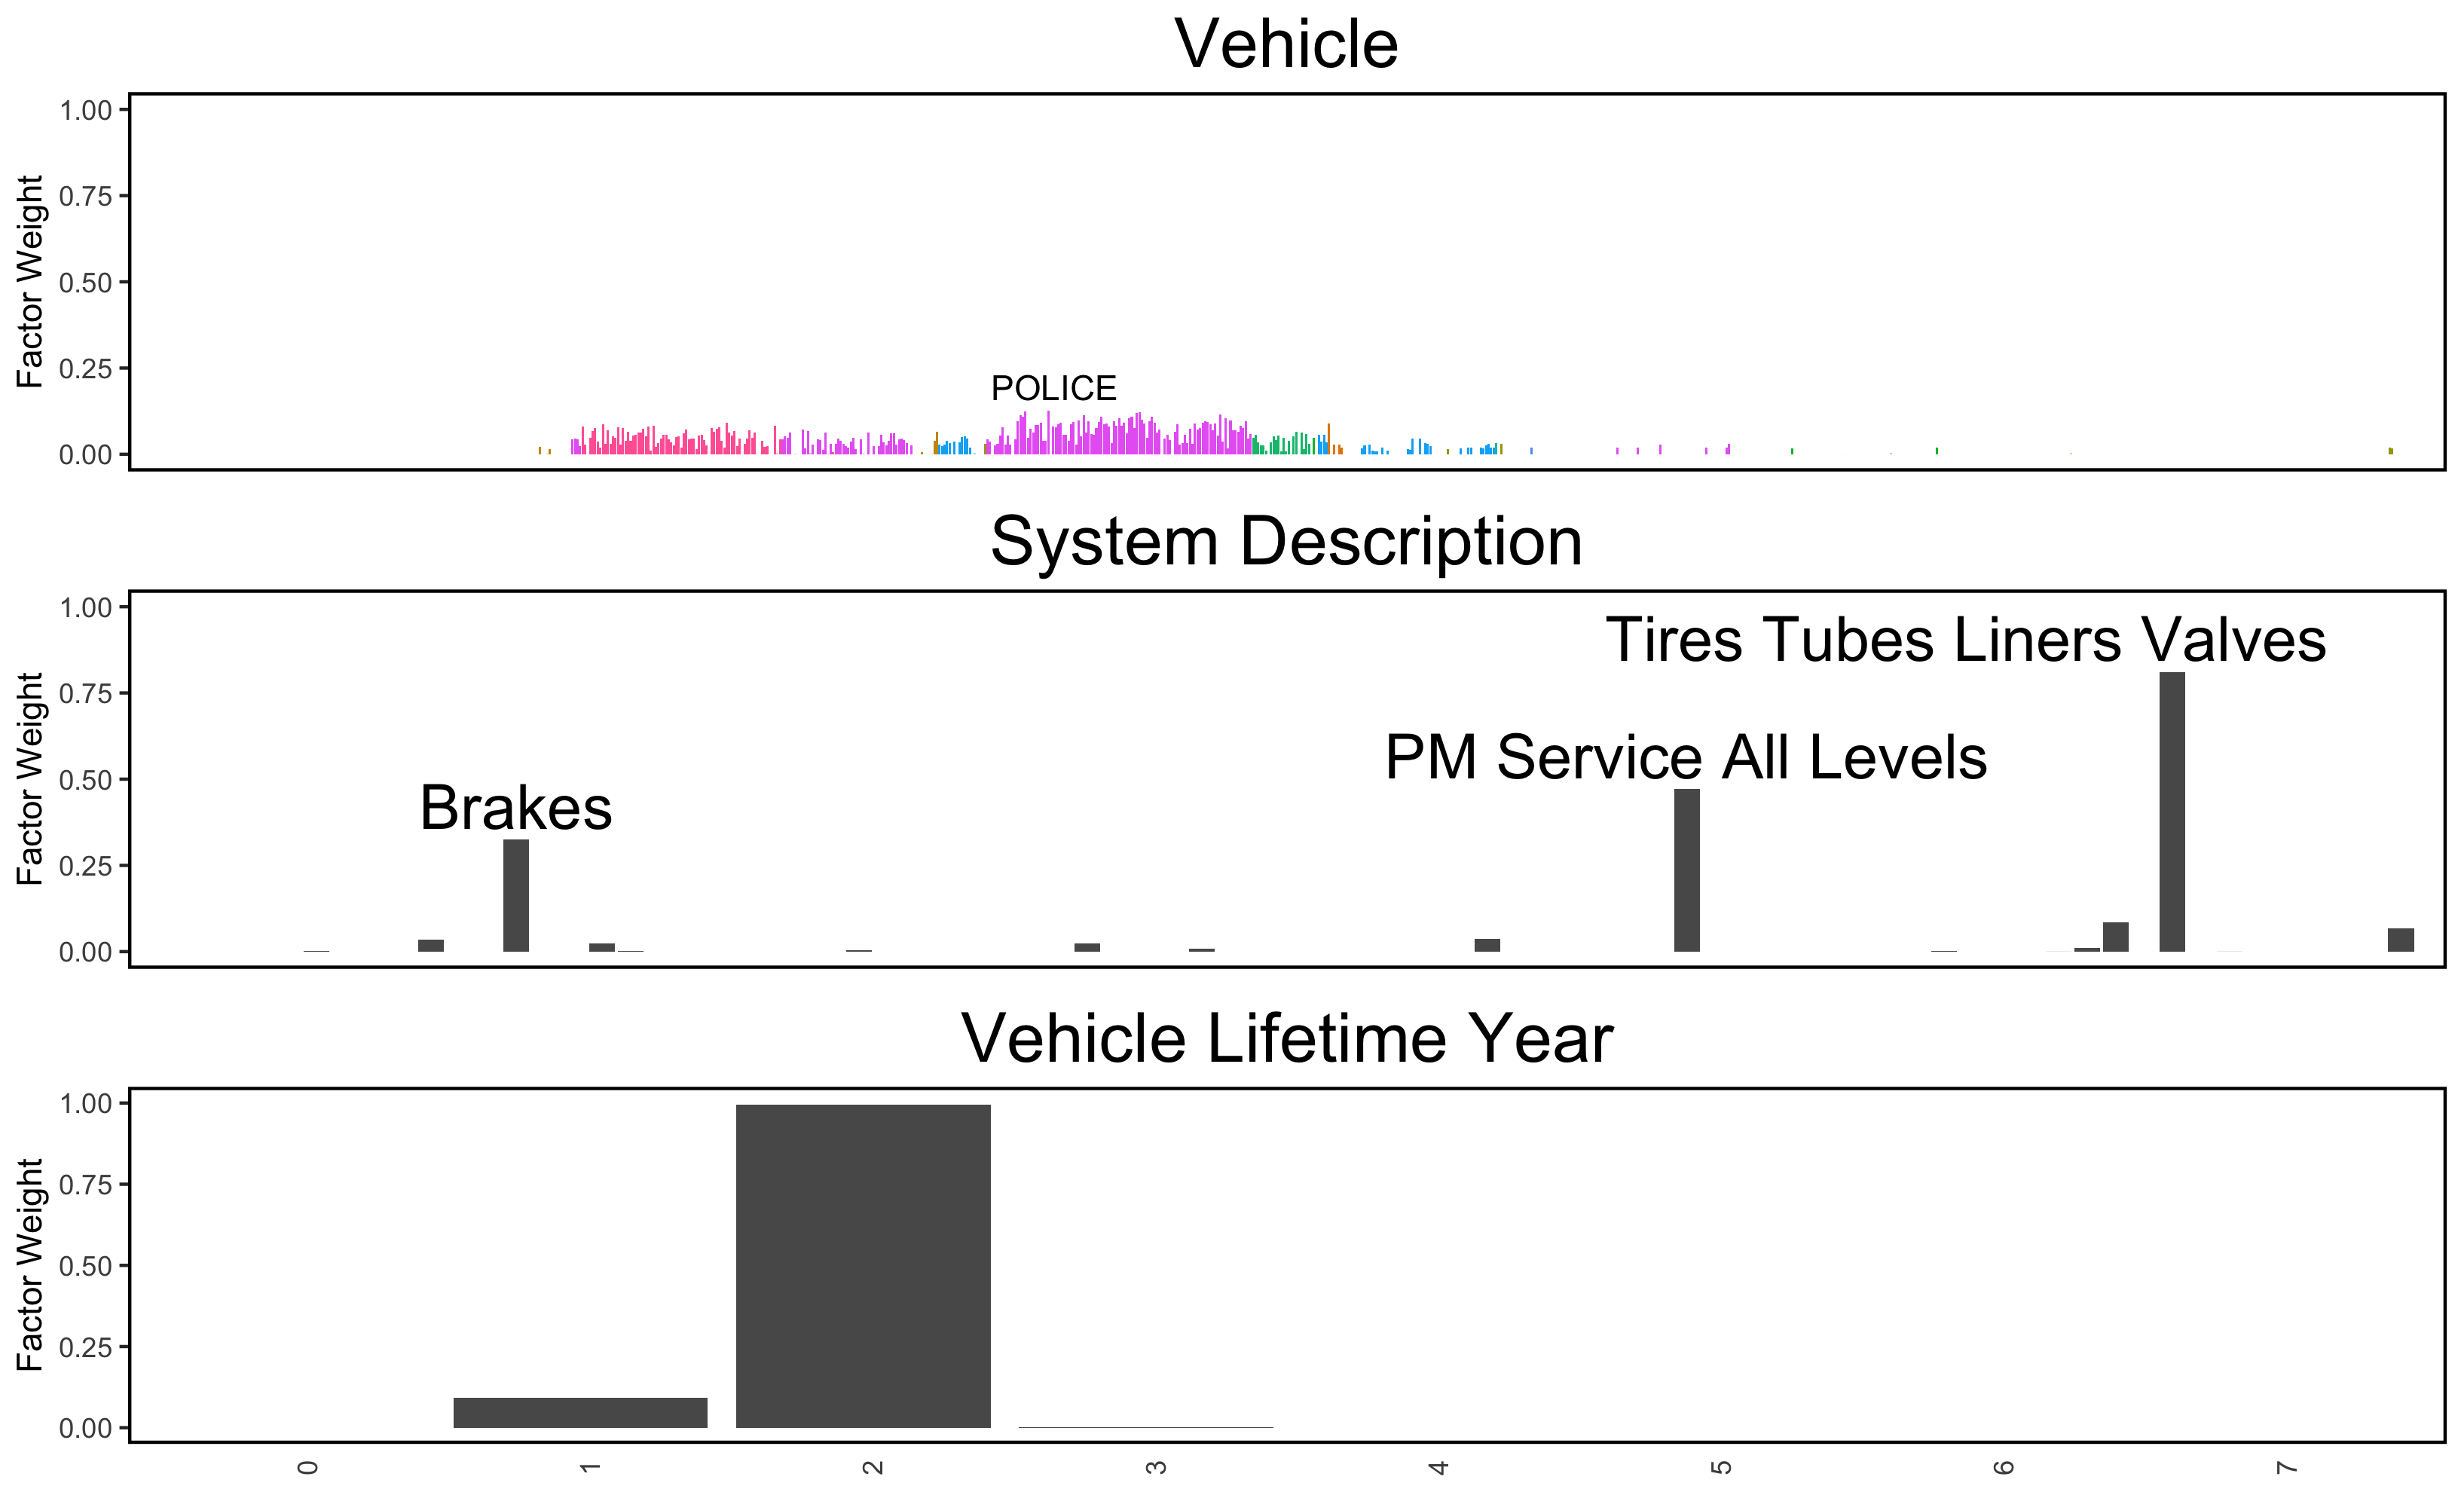 Vehicle
Factor Weight
1.00
0.75
0.50
0.25
0.00
POLICE
System Description
Factor Weight
1.00
0.75
0.50
0.25
0.00
Tires Tubes Liners Valves
PM Service All Levels
Brakes
Vehicle Lifetime Year
Factor Weight
1.00
0.75
0.50
0.25
0.00
0 1 2 3 4 5 6 7